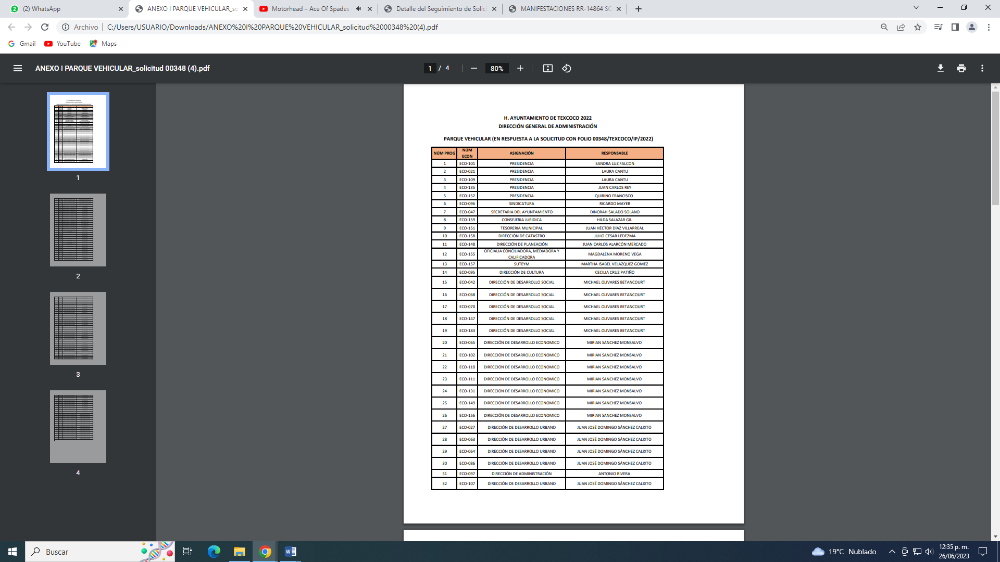 (2) WhatsApp
ANEXO I PARQUE VEHICULAR_so
Motörhead – Ace Of Spades
Detalle del Seguimiento de Solici
MANIFESTACIONES RR-14864 SO
Archivo C:/Users/USUARIO/Downloads/ANEXO%20I%20PARQUE%20VEHICULAR_solicitud%2000348%20(4).pdf
Gmail YouTube Maps
ANEXO I PARQUE VEHICULAR_solicitud 00348 (4).pdf 1 / 4 80%
1
2
3
4
H. AYUNTAMIENTO DE TEXCOCO 2022
DIRECCIÓN GENERAL DE ADMINISTRACIÓN
PARQUE VEHICULAR (EN RESPUESTA A LA SOLICITUD CON FOLIO 00348/TEXCOCO/IP/2022)
NÚM PROG NÚM ECON ASIGNACIÓN RESPONSABLE
1 ECO-101 PRESIDENCIA SANDRA LUZ FALCON
2 ECO-021 PRESIDENCIA LAURA CANTU
3 ECO-109 PRESIDENCIA LAURA CANTU
4 ECO-135 PRESIDENCIA JUAN CARLOS REY
5 ECO-152 PRESIDENCIA QUIRINO FRANCISCO
6 ECO-096 SINDICATURA RICARDO MAYER
7 ECO-047 SECRETARIA DEL AYUNTAMIENTO DINORAH SALADO SOLANO
8 ECO-159 CONSEJERIA JURIDICA HILDA SALAZAR GIL
9 ECO-151 TESORERIA MUNICIPAL JUAN HÉCTOR DÍAZ VILLARREAL
10 ECO-158 DIRECCIÓN DE CATASTRO JULIO CESAR LEDEZMA
11 ECO-148 DIRECCIÓN DE PLANEACIÓN JUAN CARLOS ALARCÓN MERCADO
12 ECO-155 OFICIALIA CONCILIADORA, MEDIADORA Y CALIFICADORA MAGDALENA MORENO VEGA
13 ECO-157 SUTEYM MARTHA ISABEL VELAZQUEZ GOMEZ
14 ECO-095 DIRECCIÓN DE CULTURA CECILIA CRUZ PATIÑO
15 ECO-042 DIRECCIÓN DE DESARROLLO SOCIAL MICHAEL OLIVARES BETANCOURT
16 ECO-068 DIRECCIÓN DE DESARROLLO SOCIAL MICHAEL OLIVARES BETANCOURT
17 ECO-070 DIRECCIÓN DE DESARROLLO SOCIAL MICHAEL OLIVARES BETANCOURT
18 ECO-147 DIRECCIÓN DE DESARROLLO SOCIAL MICHAEL OLIVARES BETANCOURT
19 ECO-183 DIRECCIÓN DE DESARROLLO SOCIAL MICHAEL OLIVARES BETANCOURT
20 ECO-065 DIRECCIÓN DE DESARROLLO ECONOMICO MIRIAN SANCHEZ MONSALVO
21 ECO-102 DIRECCIÓN DE DESARROLLO ECONOMICO MIRIAN SANCHEZ MONSALVO
22 ECO-110 DIRECCIÓN DE DESARROLLO ECONOMICO MIRIAN SANCHEZ MONSALVO
23 ECO-111 DIRECCIÓN DE DESARROLLO ECONOMICO MIRIAN SANCHEZ MONSALVO
24 ECO-131 DIRECCIÓN DE DESARROLLO ECONOMICO MIRIAN SANCHEZ MONSALVO
25 ECO-149 DIRECCIÓN DE DESARROLLO ECONOMICO MIRIAN SANCHEZ MONSALVO
26 ECO-156 DIRECCIÓN DE DESARROLLO ECONOMICO MIRIAN SANCHEZ MONSALVO
27 ECO-027 DIRECCIÓN DE DESARROLLO URBANO JUAN JOSÉ DOMINGO SÁNCHEZ CALIXTO
28 ECO-063 DIRECCIÓN DE DESARROLLO URBANO JUAN JOSÉ DOMINGO SÁNCHEZ CALIXTO
29 ECO-064 DIRECCIÓN DE DESARROLLO URBANO JUAN JOSÉ DOMINGO SÁNCHEZ CALIXTO
30 ECO-086 DIRECCIÓN DE DESARROLLO URBANO JUAN JOSÉ DOMINGO SÁNCHEZ CALIXTO
31 ECO-097 DIRECCIÓN DE ADMINISTRACIÓN ANTONIO RIVERA
32 ECO-107 DIRECCIÓN DE DESARROLLO URBANO JUAN JOSÉ DOMINGO SÁNCHEZ CALIXTO
Buscar
19°C Nublado
12:35 p. m.
26/06/2023